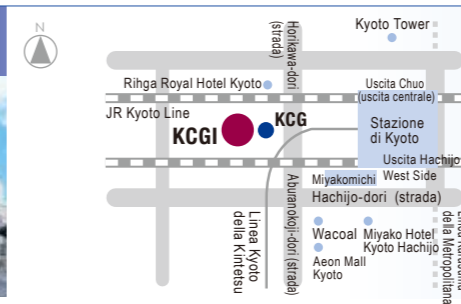 N
Horikawa-dori
(strada)
Kyoto Tower
Rihga Royal Hotel Kyoto
Uscita Chuo
(uscita centrale)
JR Kyoto Line
KCGI
KCG
Stazione
di Kyoto
Uscita Hachijo
Miyakomichi
West Side
Hachijo-dori (strada)
Aburanokoji-dori (strada)
Linea Kyoto
della Kintetsu
Wacoal
Miyako Hotel
Kyoto Hachijo
Aeon Mall
Kyoto
della Metropolitana